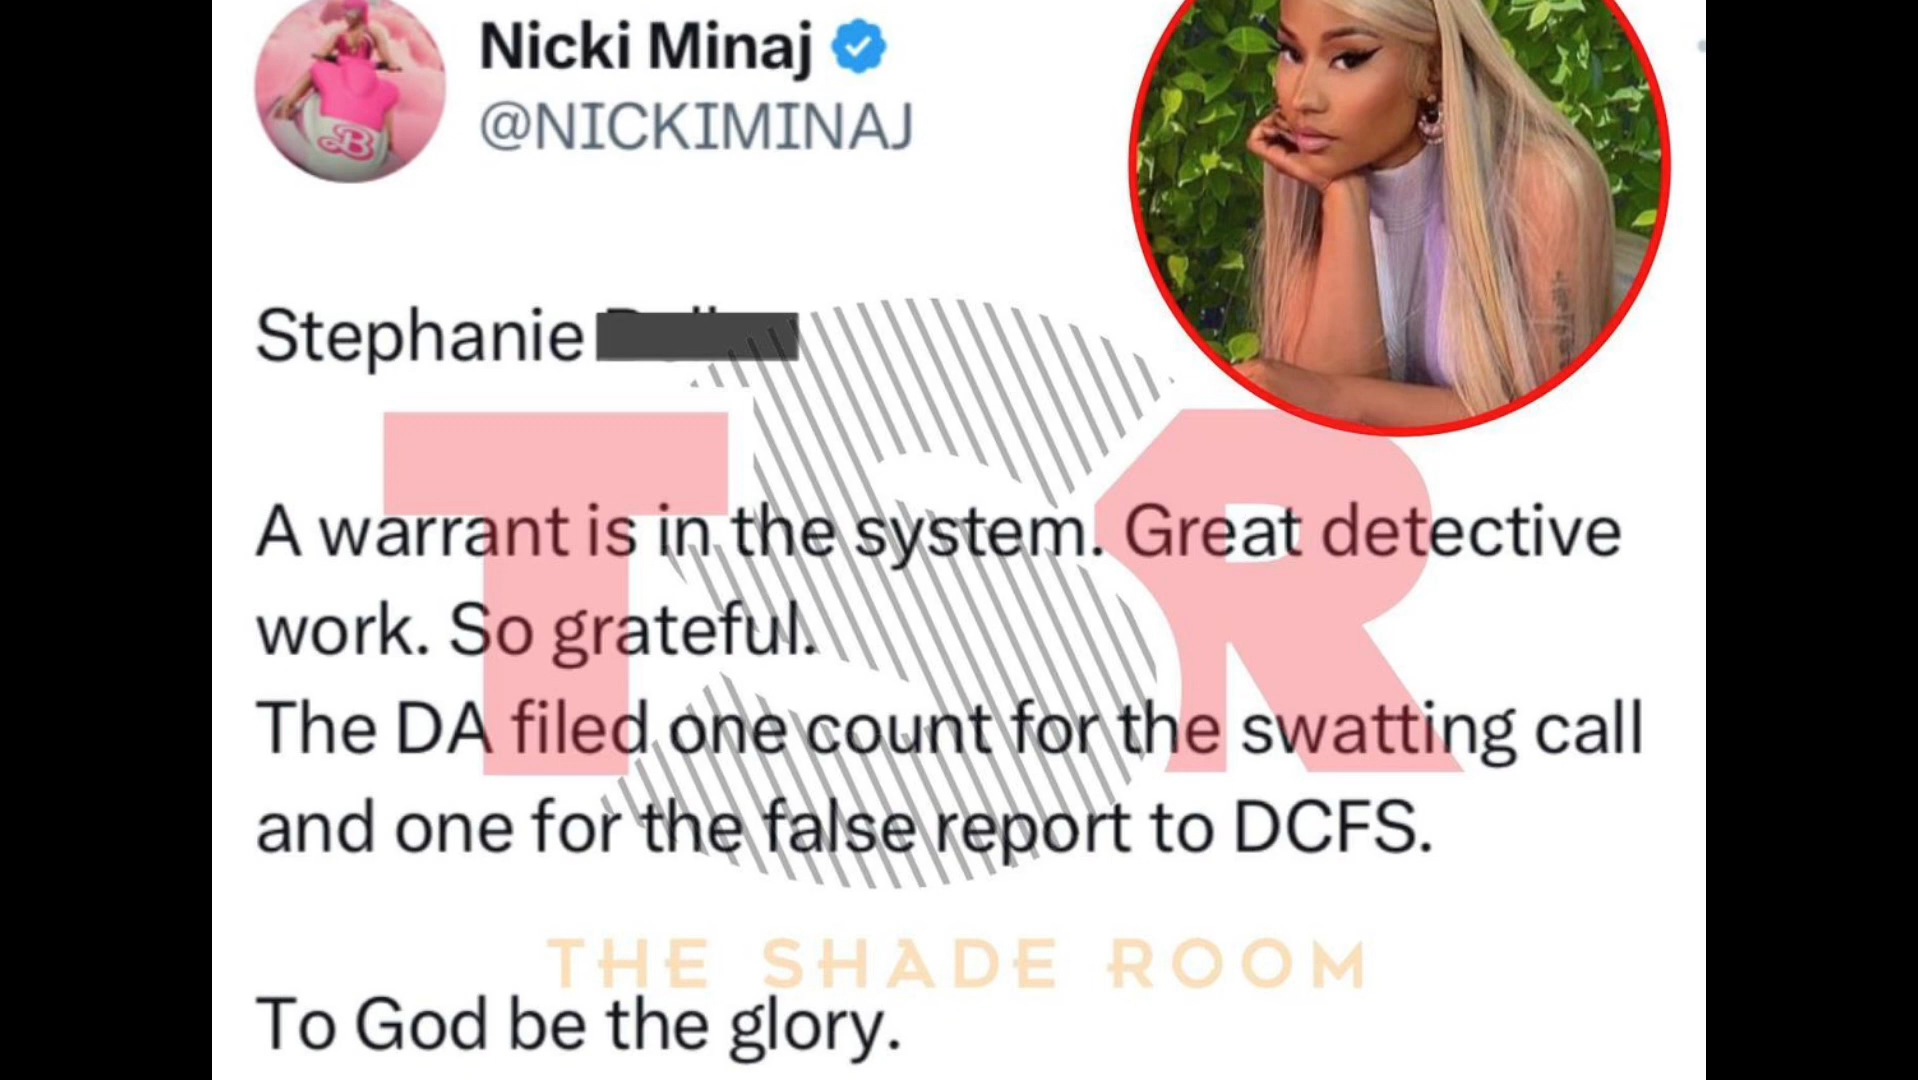 Nicki Minaj
@NICKIMINAJ
Stephanie
A warrant is in the system. Great detective
work. So grateful.
The DA filed one count for the swatting call
and one for the false report to DCFS.
To God be the glory.
TSR
THE SHADE ROOM
B